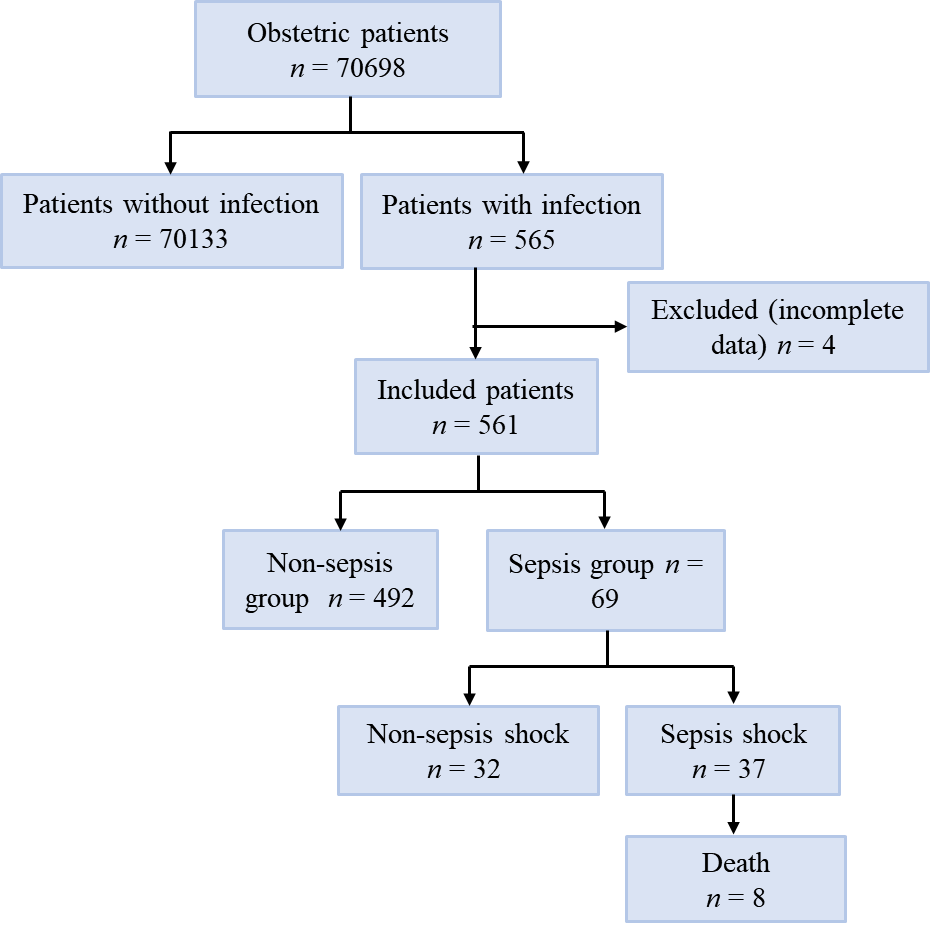 Obstetric patients
n = 70698
Patients without infection
n = 70133
Patients with infection
n = 565
Excluded (incomplete
data) n = 4
Included patients
n = 561
Non-sepsis
group n = 492
Sepsis group n =
69
Non-sepsis shock
n = 32
Sepsis shock
n = 37
Death
n = 8